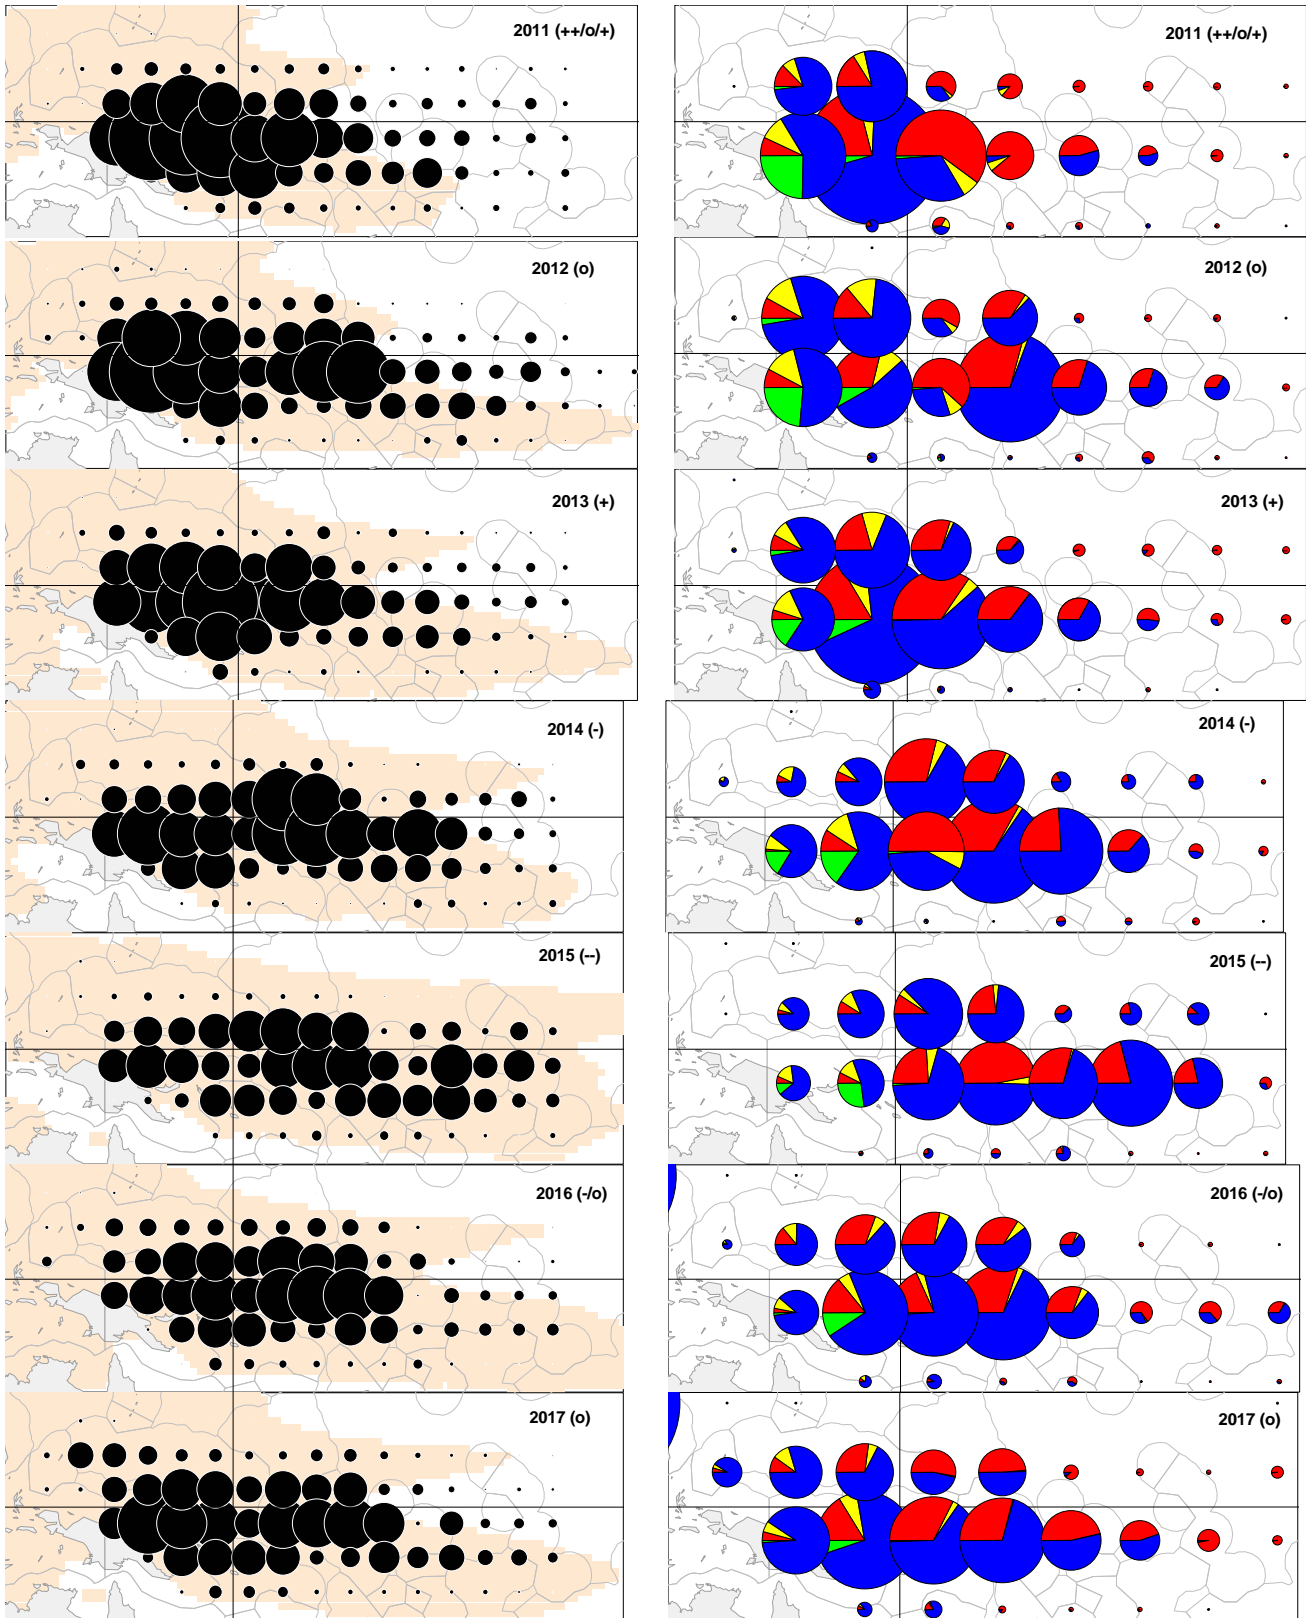 2011 (++/o/+) 2011 (++/o/+)
2012 (o) 2012 (o)
2013 (+) 2013 (+)
2014 (-) 2014 (-)
2015 (--) 2015 (--)
2016 (-/o) 2016 (-/o)
2017 (o) 2017 (o)